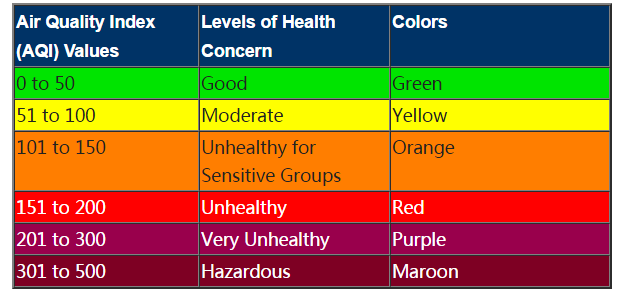 Air Quality Index (AQI) Values
Levels of Health Concern
Colors
0 to 50 Good Green
51 to 100 Moderate Yellow
101 to 150 Unhealthy for Sensitive Groups Orange
151 to 200 Unhealthy Red
201 to 300 Very Unhealthy Purple
301 to 500 Hazardous Maroon